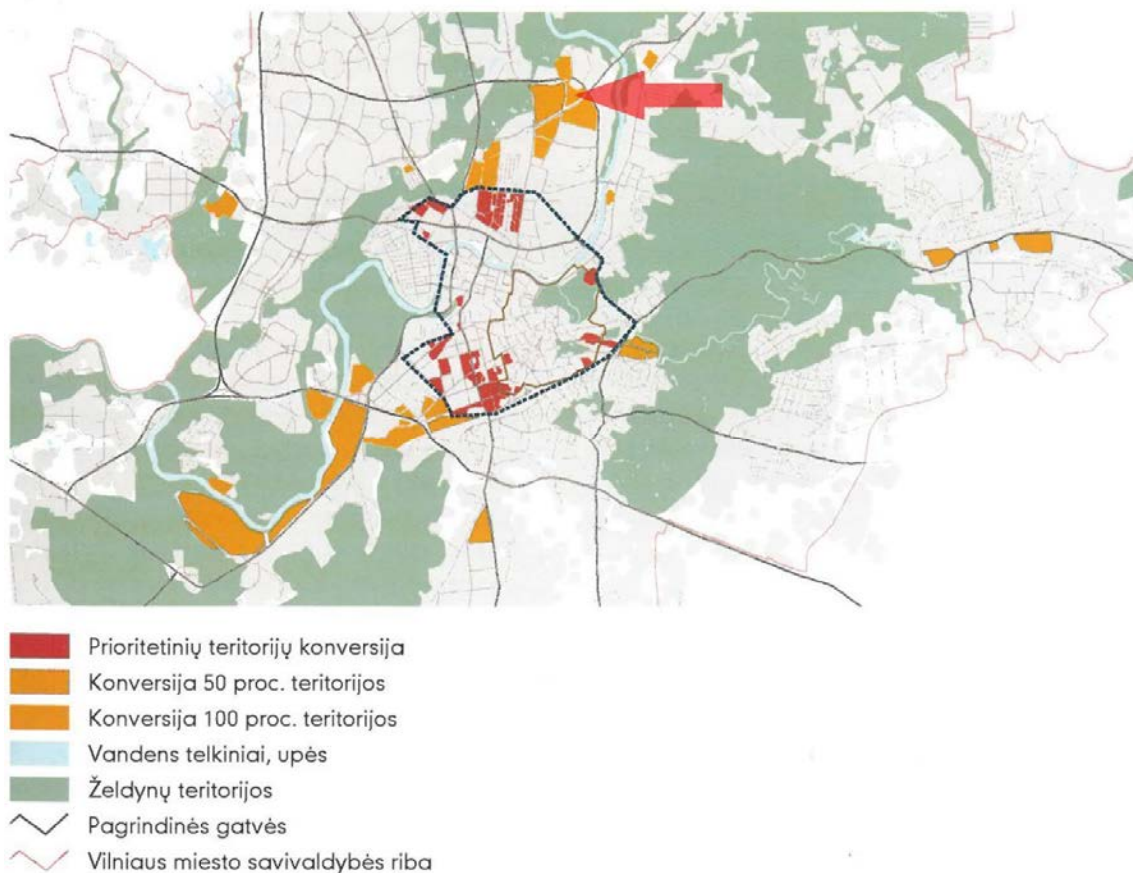 Prioritetinių teritorijų konversija
Konversija 50 proc. teritorijos
Konversija 100 proc. teritorijos
Vandens telkiniai, upės
Želdynų teritorijos
Pagrindinės gatvės
Vilniaus miesto savivaldybės riba